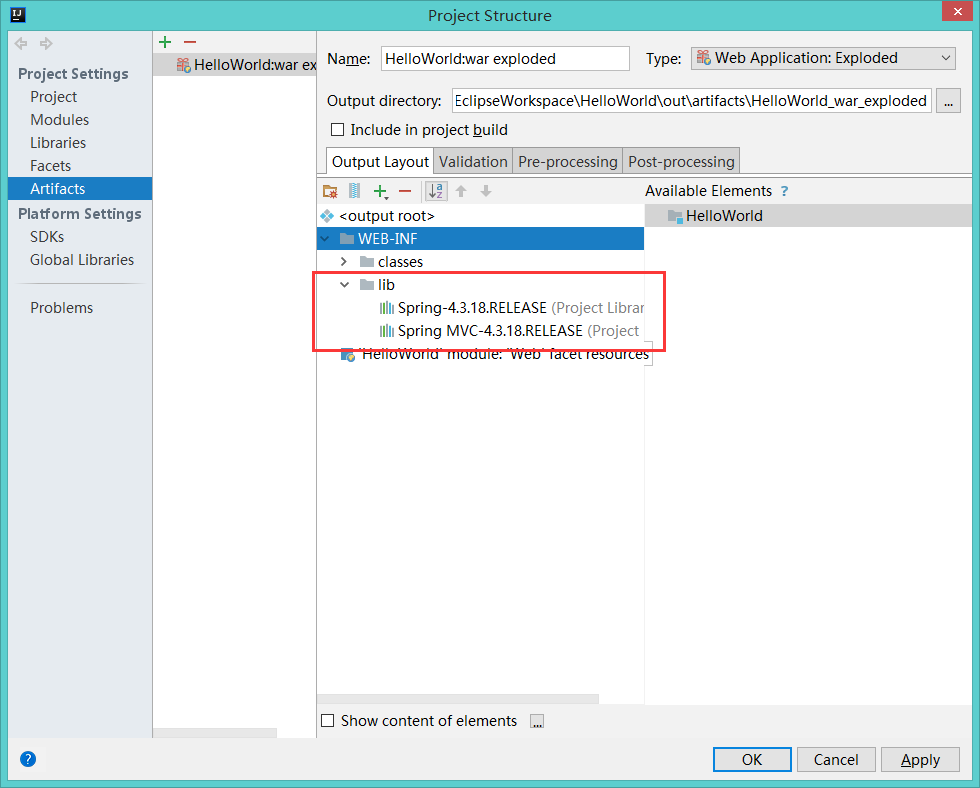 Project Structure
Project Settings
Project
Modules
Libraries
Facets
Artifacts
Platform Settings
SDKs
Global Libraries
Problems
HelloWorld:war ex
Name: HelloWorld:war exploded Type: Web Application: Exploded
Output directory: EclipseWorkspace\HelloWorld\out\artifacts\HelloWorld_war_exploded ...
Include in project build
Output Layout Validation Pre-processing Post-processing
Available Elements ?
<output root>
HelloWorld
WEB-INF
classes
lib
Spring-4.3.18.RELEASE (Project Librar
Spring MVC-4.3.18.RELEASE (Project
'HelloWorld' module: 'Web' facet resources
Show content of elements ...
? OK Cancel Apply